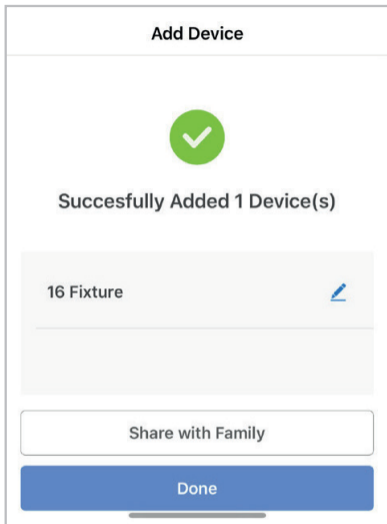 Add Device
Succesfully Added 1 Device(s)
16 Fixture
Share with Family
Done